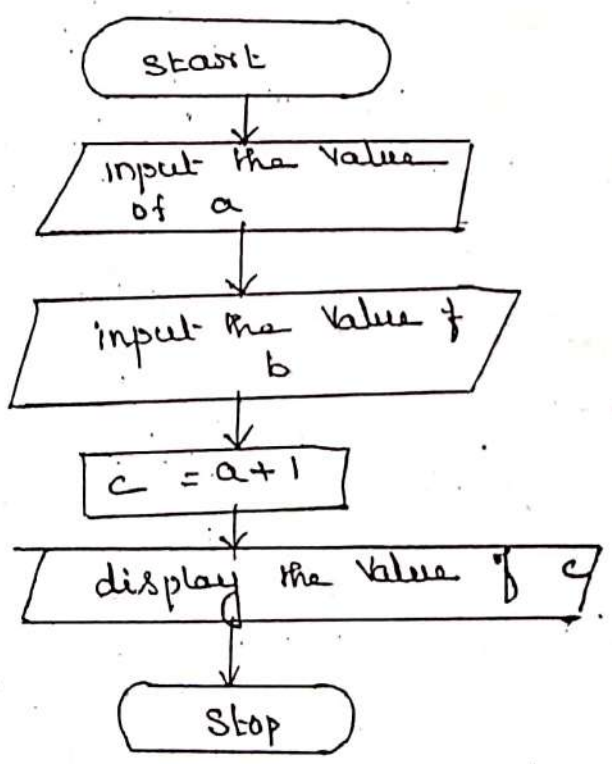 Start
input the value
of a
input the value of
b
c = a + 1
display the value of c
Stop